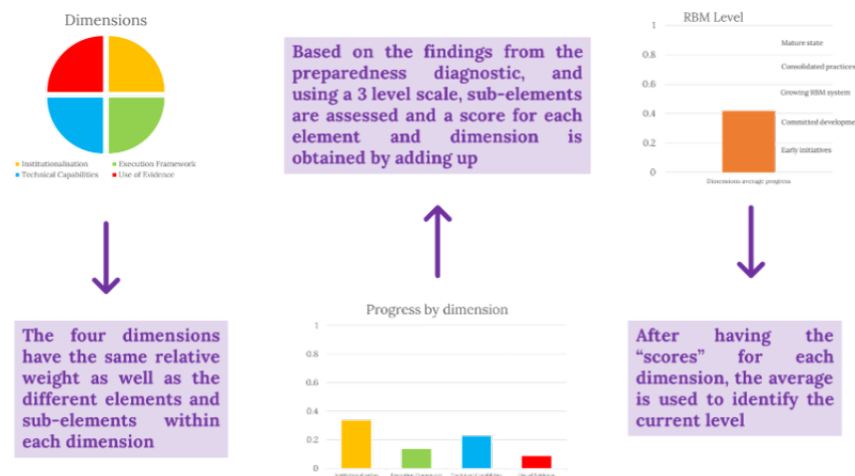 Dimensions
Institutionalisation
Execution Framework
Technical Capabilities
Use of Evidence
The four dimensions
have the same relative
weight as well as the
different elements and
sub-elements within
each dimension
Based on the findings from the
preparedness diagnostic, and
using a 3 level scale, sub-elements
are assessed and a score for each
element and dimension is
obtained by adding up
Progress by dimension
1
0.8
0.6
0.4
0.2
0
RBM Level
1
0.8
0.6
0.4
0.2
0
Mature state
Consolidated practices
Growing RBM system
Committed developme
Early initiatives
Dimensions average progress
After having the
“scores” for each
dimension, the average
is used to identify the
current level